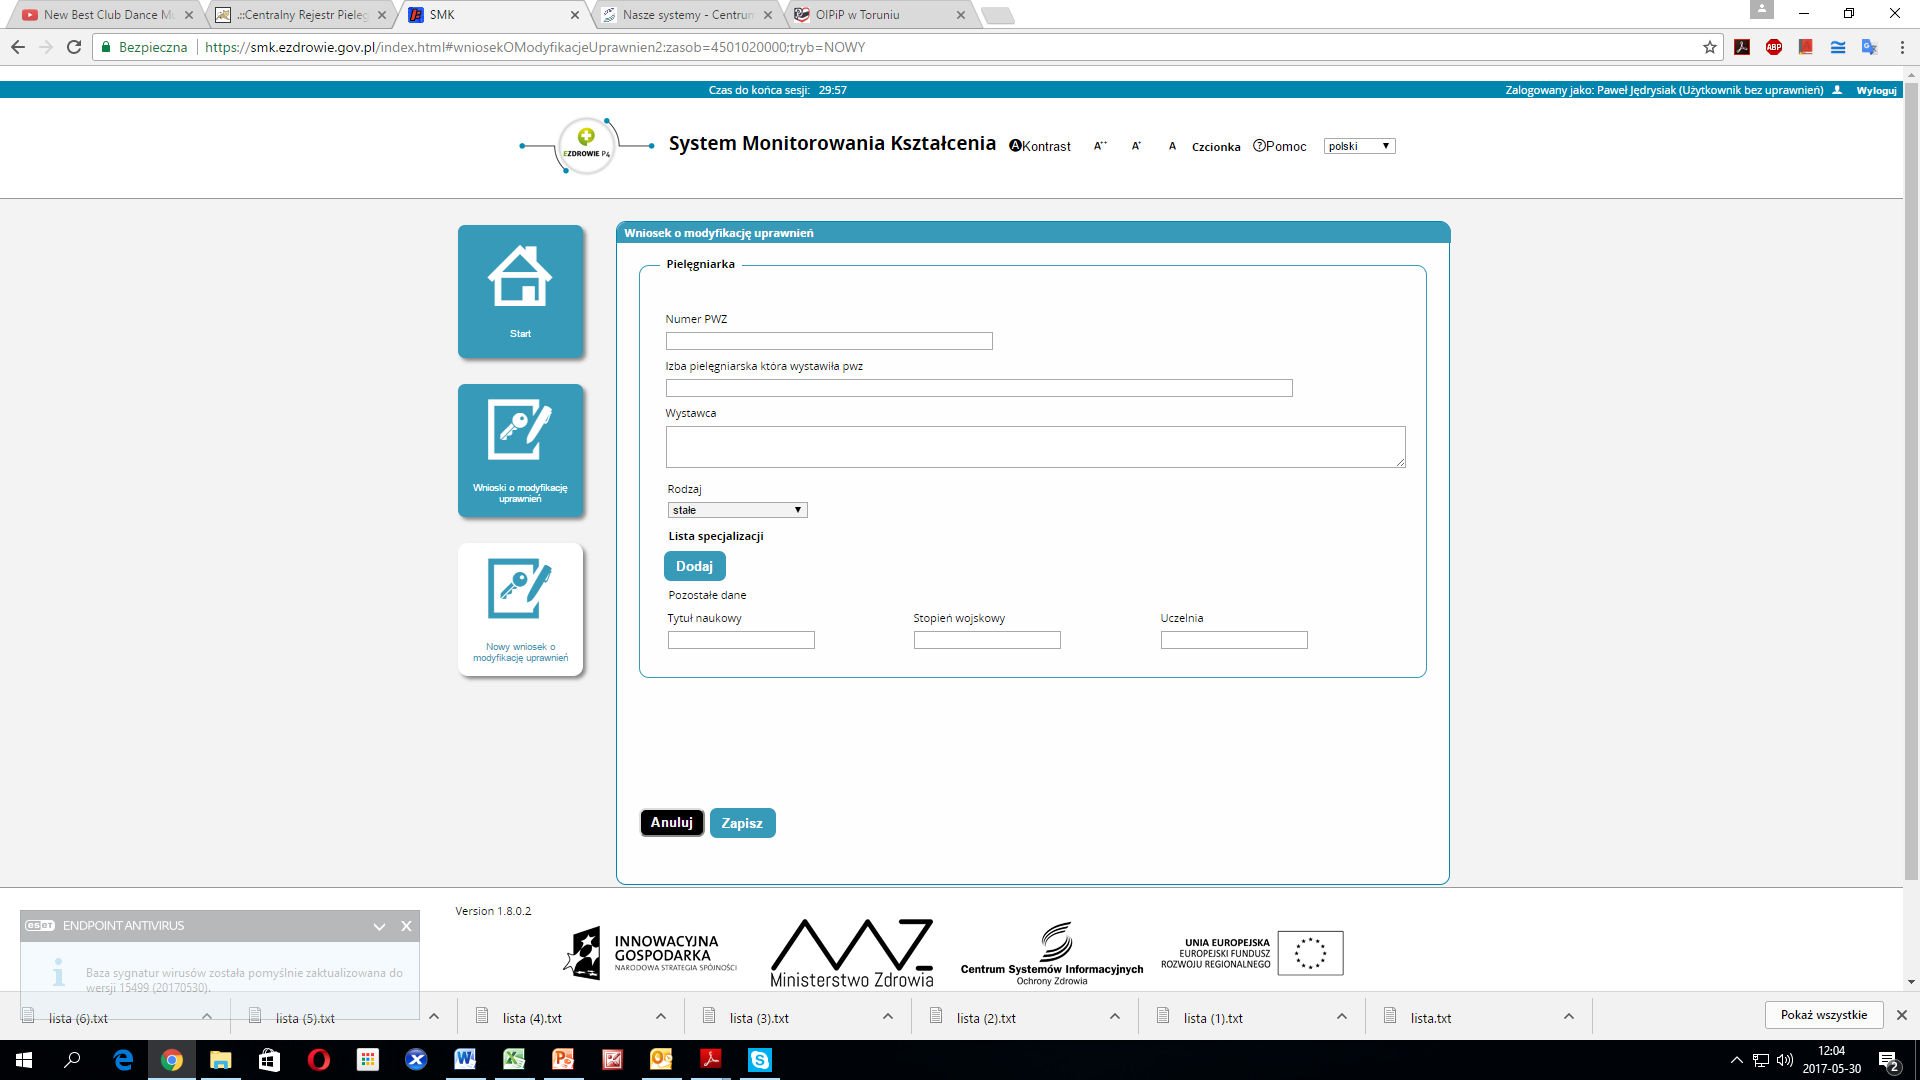 New Best Club Dance Mu
.::Centralny Rejestr Pieleg
SMK
Nasze systemy - Centrum
OIPiP w Toruniu
Bezpieczna
https://smk.ezdrowie.gov.pl/index.html#wniosekOModyfikacjeUprawnien2:zasob=4501020000;tryb=NOWY
ABP
Czas do końca sesji: 29:57
Zalogowany jako: Paweł Jędrysiak (Użytkownik bez uprawnień)
Wyloguj
EZDROWIE P4
System Monitorowania Kształcenia
Kontrast
A++
A+
A
Czcionka
Pomoc
polski
Start
Wnioski o modyfikację
uprawnień
Nowy wniosek o
modyfikację uprawnień
Wniosek o modyfikację uprawnień
Pielęgniarka
Numer PWZ
Izba pielęgniarska która wystawiła pwz
Wystawca
Rodzaj
stałe
Lista specjalizacji
Dodaj
Pozostałe dane
Tytuł naukowy
Stopień wojskowy
Uczelnia
Anuluj
Zapisz
Version 1.8.0.2
INNOWACYJNA
GOSPODARKA
NARODOWA STRATEGIA SPÓJNOŚCI
Ministerstwo Zdrowia
Centrum Systemów Informacyjnych
Ochrony Zdrowia
UNIA EUROPEJSKA
EUROPEJSKI FUNDUSZ
ROZWOJU REGIONALNEGO
eset ENDPOINT ANTIVIRUS
Baza sygnatur wirusów została pomyślnie zaktualizowana do
wersji 15499 (20170530).
lista (6).txt
lista (5).txt
lista (4).txt
lista (3).txt
lista (2).txt
lista (1).txt
lista.txt
Pokaż wszystkie
12:04
2017-05-30
2